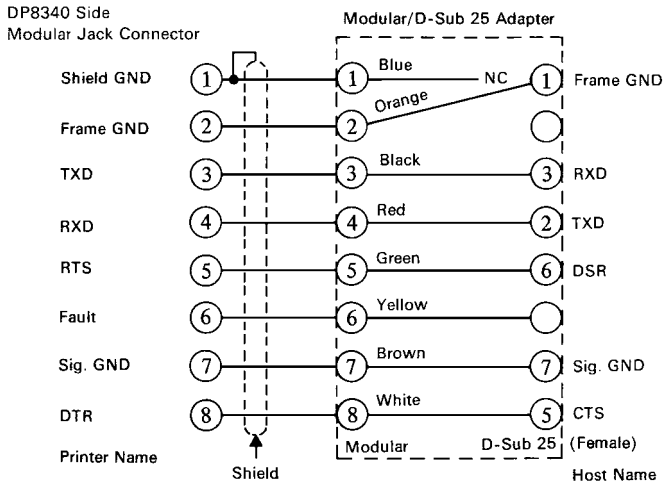 DP8340 Side
Modular Jack Connector
Modular/D-Sub 25 Adapter
Shield GND 1 1 Blue NC 1 Frame GND
Frame GND 2 2 Orange
TXD 3 3 Black 3 RXD
RXD 4 4 Red 2 TXD
RTS 5 5 Green 6 DSR
Fault 6 6 Yellow
Sig. GND 7 7 Brown 7 Sig. GND
DTR 8 8 White 5 CTS
Modular D-Sub 25 (Female)
Printer Name Shield Host Name